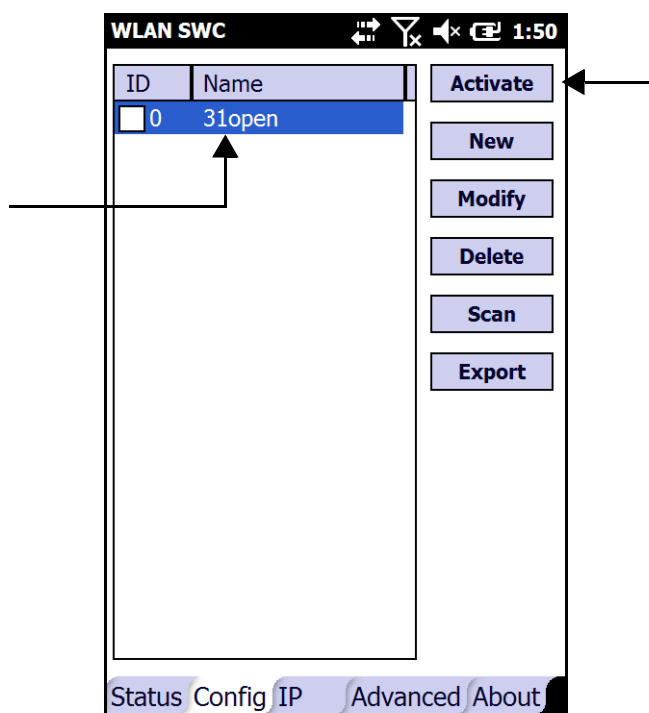 WLAN SWC 1:50
ID Name
0 31open
Activate
New
Modify
Delete
Scan
Export
Status Config IP Advanced About